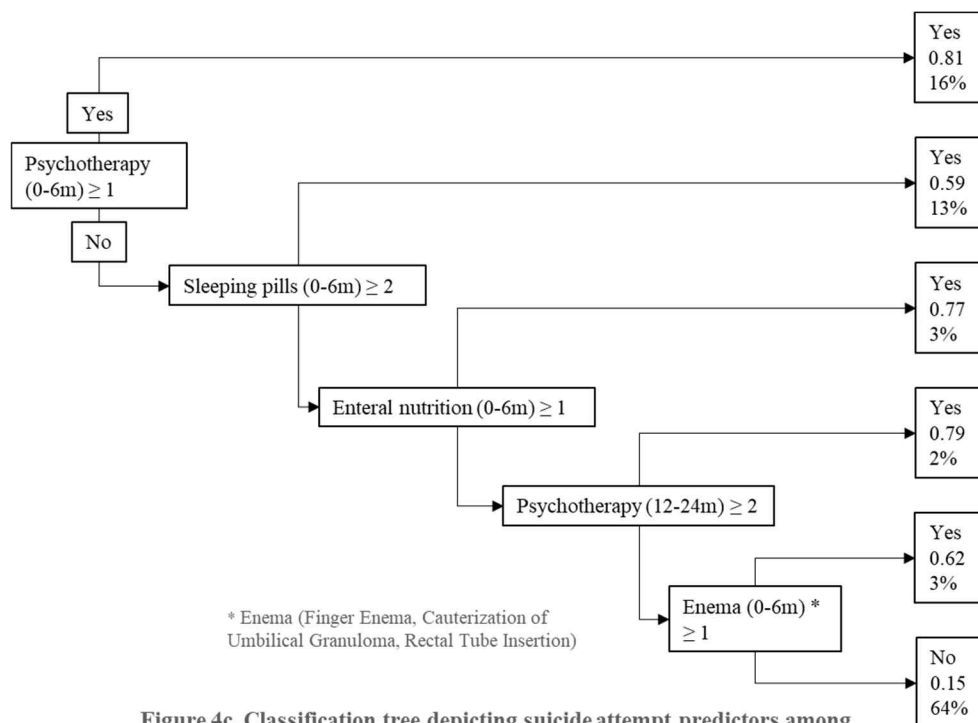 Yes
0.81
16%
Yes
Psychotherapy
(0-6m) ≥ 1
No
Yes
0.59
13%
Sleeping pills (0-6m) ≥ 2
Yes
0.77
3%
Enteral nutrition (0-6m) ≥ 1
Yes
0.79
2%
Psychotherapy (12-24m) ≥ 2
Yes
0.62
3%
Enema (0-6m) *
≥ 1
* Enema (Finger Enema, Cauterization of
Umbilical Granuloma, Rectal Tube Insertion)
No
0.15
64%
Figure 4c. Classification tree depicting suicide attempt predictors among